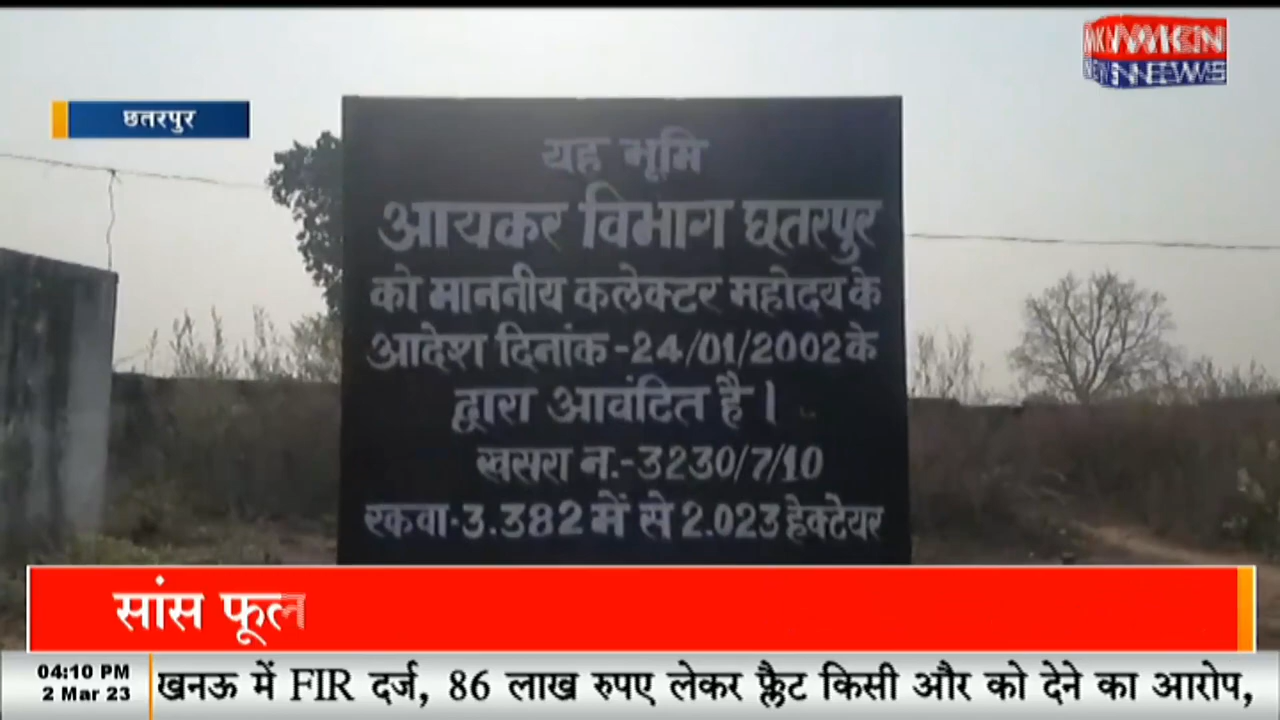 छतरपुर
यह भूमि
आयकर विभाग छतरपुर
को माननीय कलेक्टर महोदय के
आदेश दिनांक -24/01/2002 के
द्वारा आवंटित है।
खसरा न.-3230/7/10
रकवा-3.382 में से 2.023 हेक्टेयर
सांस फूल
04:10 PM
2 Mar 23
खनऊ में FIR दर्ज, 86 लाख रुपए लेकर फ्लैट किसी और को देने का आरोप,